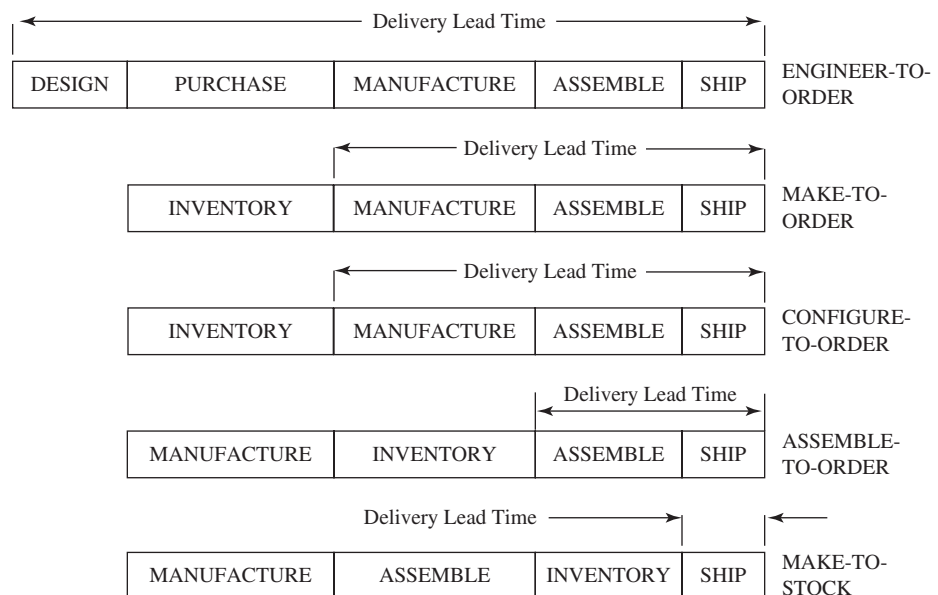 Delivery Lead Time
DESIGN PURCHASE MANUFACTURE ASSEMBLE SHIP ENGINEER-TO-
ORDER
Delivery Lead Time
INVENTORY MANUFACTURE ASSEMBLE SHIP MAKE-TO-
ORDER
Delivery Lead Time
INVENTORY MANUFACTURE ASSEMBLE SHIP CONFIGURE-
TO-ORDER
Delivery Lead Time
MANUFACTURE INVENTORY ASSEMBLE SHIP ASSEMBLE-
TO-ORDER
Delivery Lead Time
MANUFACTURE ASSEMBLE INVENTORY SHIP MAKE-TO-
STOCK